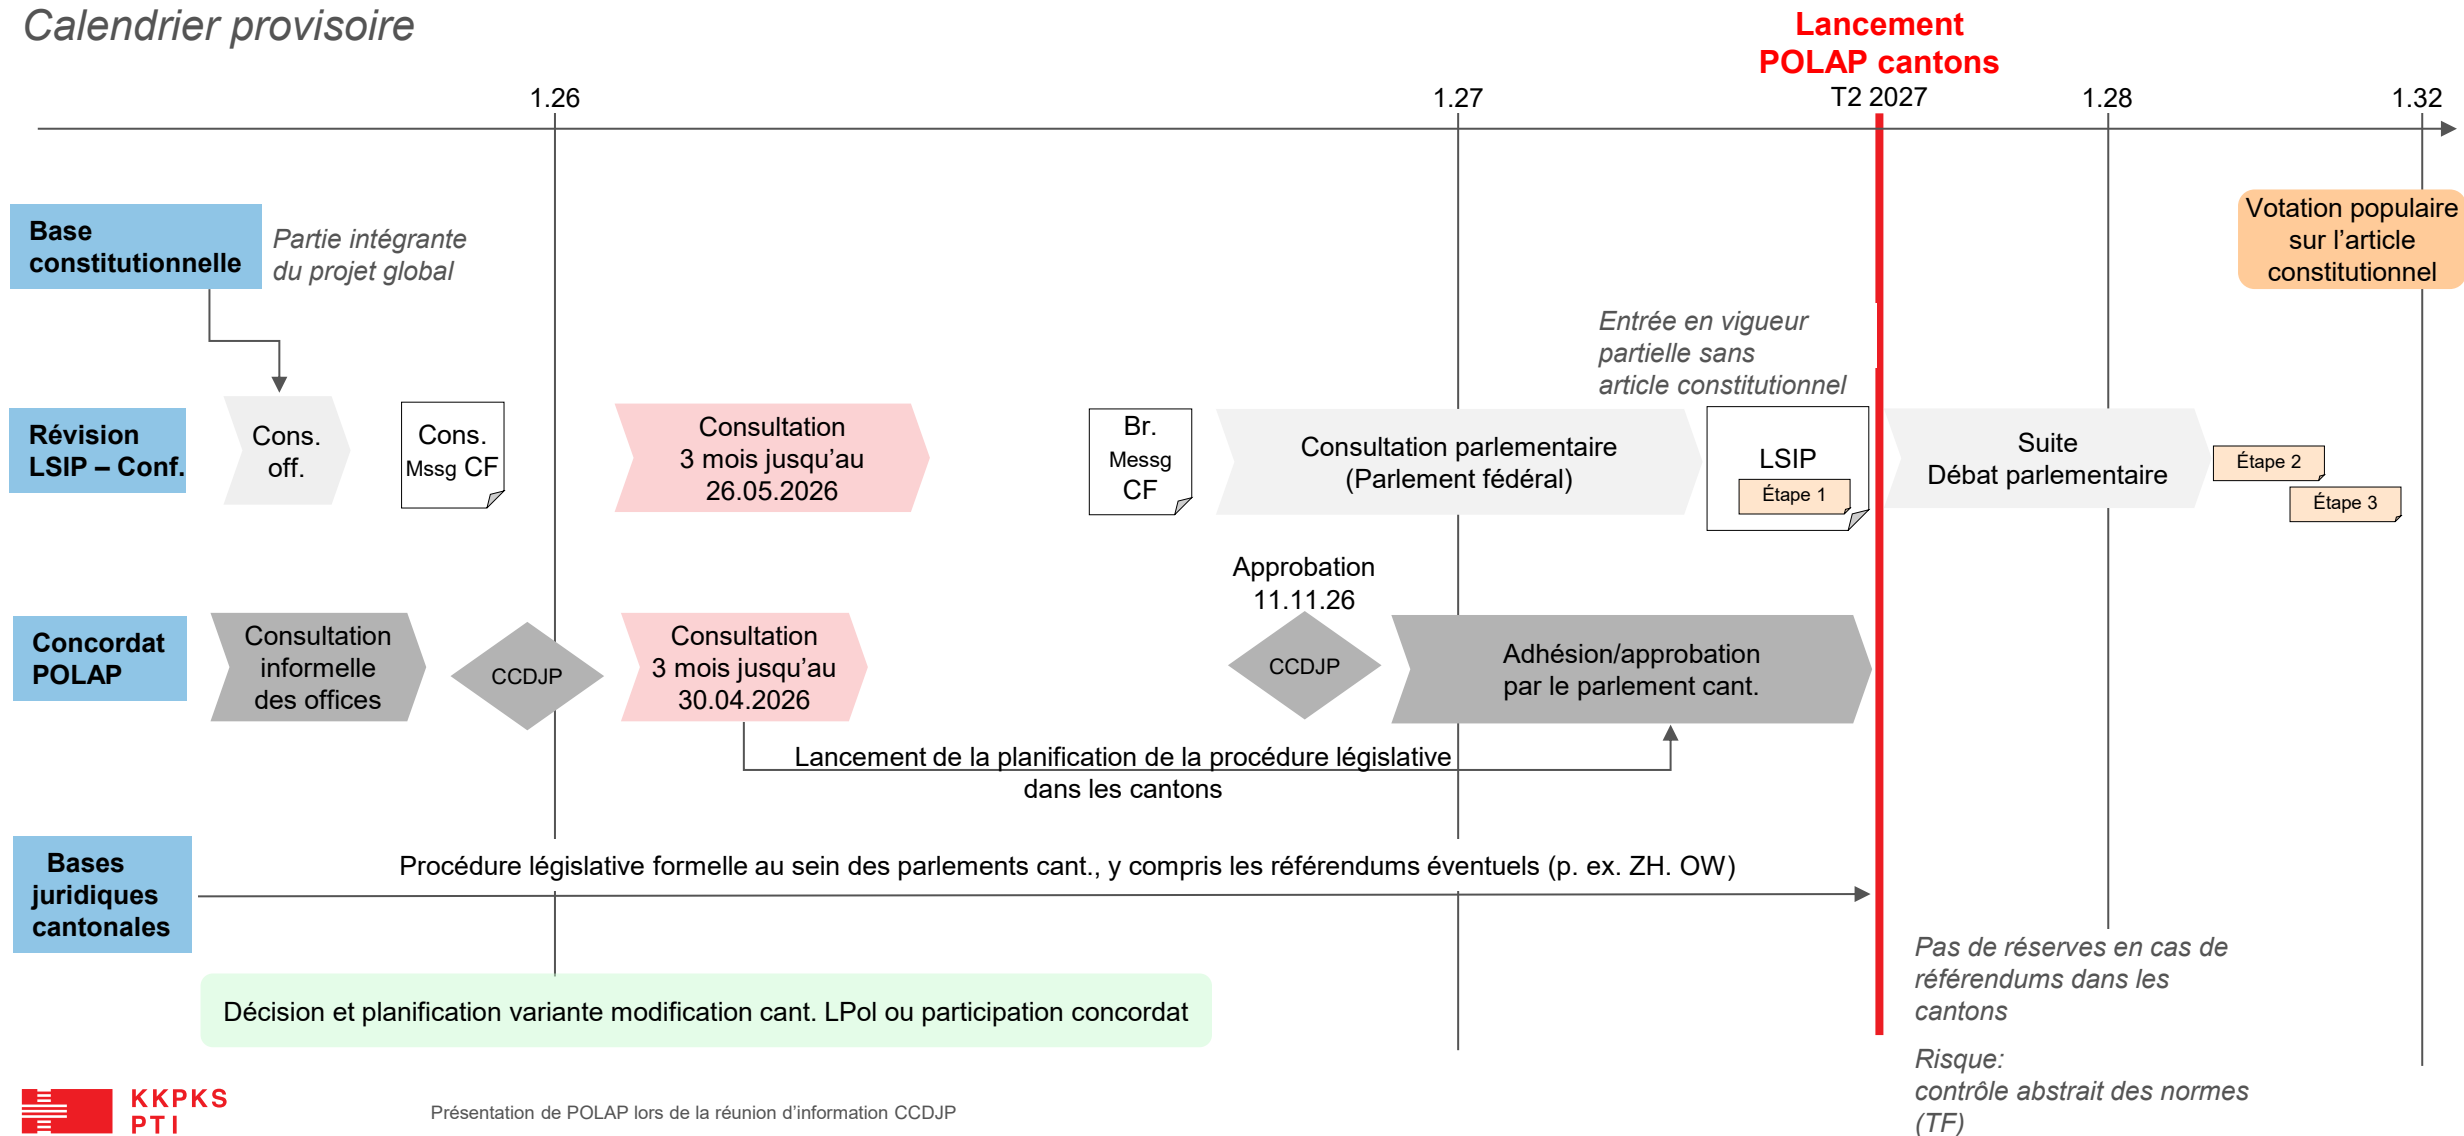 Calendrier provisoire
Lancement
POLAP cantons
T2 2027
1.26
1.27
1.28
1.32
Base
constitutionnelle
Partie intégrante
du projet global
Votation populaire
sur l’article
constitutionnel
Entrée en vigueur
partielle sans
article constitutionnel
Révision
LSIP – Conf.
Cons.
off.
Cons.
Mssg CF
Consultation
3 mois jusqu’au
26.05.2026
Br.
Messg
CF
Consultation parlementaire
(Parlement fédéral)
LSIP
Étape 1
Suite
Débat parlementaire
Étape 2
Étape 3
Approbation
11.11.26
Concordat
POLAP
Consultation
informelle
des offices
CCDJP
Consultation
3 mois jusqu’au
30.04.2026
CCDJP
Adhésion/approbation
par le parlement cant.
Lancement de la planification de la procédure législative
dans les cantons
Bases
juridiques
cantonales
Procédure législative formelle au sein des parlements cant., y compris les référendums éventuels (p. ex. ZH. OW)
Décision et planification variante modification cant. LPol ou participation concordat
Pas de réserves en cas de
référendums dans les
cantons
Risque:
contrôle abstrait des normes
(TF)
KKPKS
PTI
Présentation de POLAP lors de la réunion d’information CCDJP